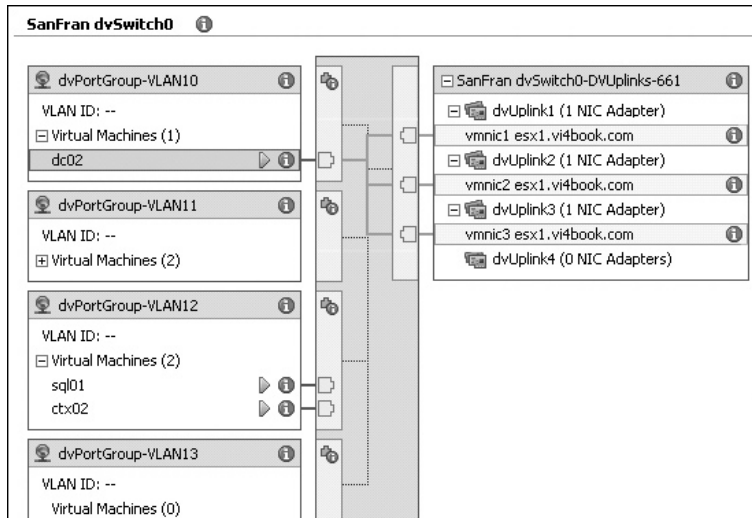 SanFran dvSwitch0
dvPortGroup-VLAN10
VLAN ID: --
Virtual Machines (1)
dc02
dvPortGroup-VLAN11
VLAN ID: --
Virtual Machines (2)
dvPortGroup-VLAN12
VLAN ID: --
Virtual Machines (2)
sql01
ctx02
dvPortGroup-VLAN13
VLAN ID: --
Virtual Machines (0)
SanFran dvSwitch0-DVUplinks-661
dvUplink1 (1 NIC Adapter)
vmnic1 esx1.vi4book.com
dvUplink2 (1 NIC Adapter)
vmnic2 esx1.vi4book.com
dvUplink3 (1 NIC Adapter)
vmnic3 esx1.vi4book.com
dvUplink4 (0 NIC Adapters)